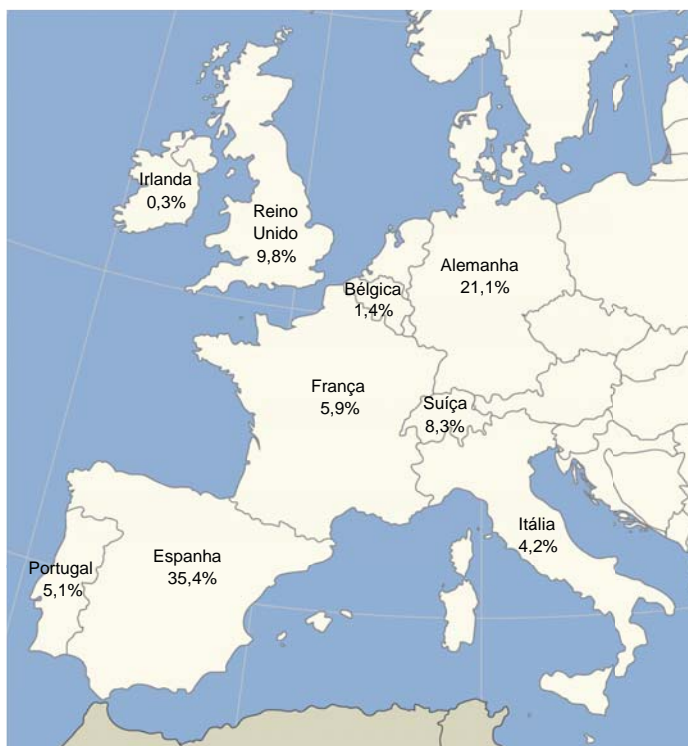 Irlanda
0,3%
Reino
Unido
9,8%
Alemanha
21,1%
Bélgica
1,4%
França
5,9%
Suíça
8,3%
Itália
4,2%
Espanha
35,4%
Portugal
5,1%